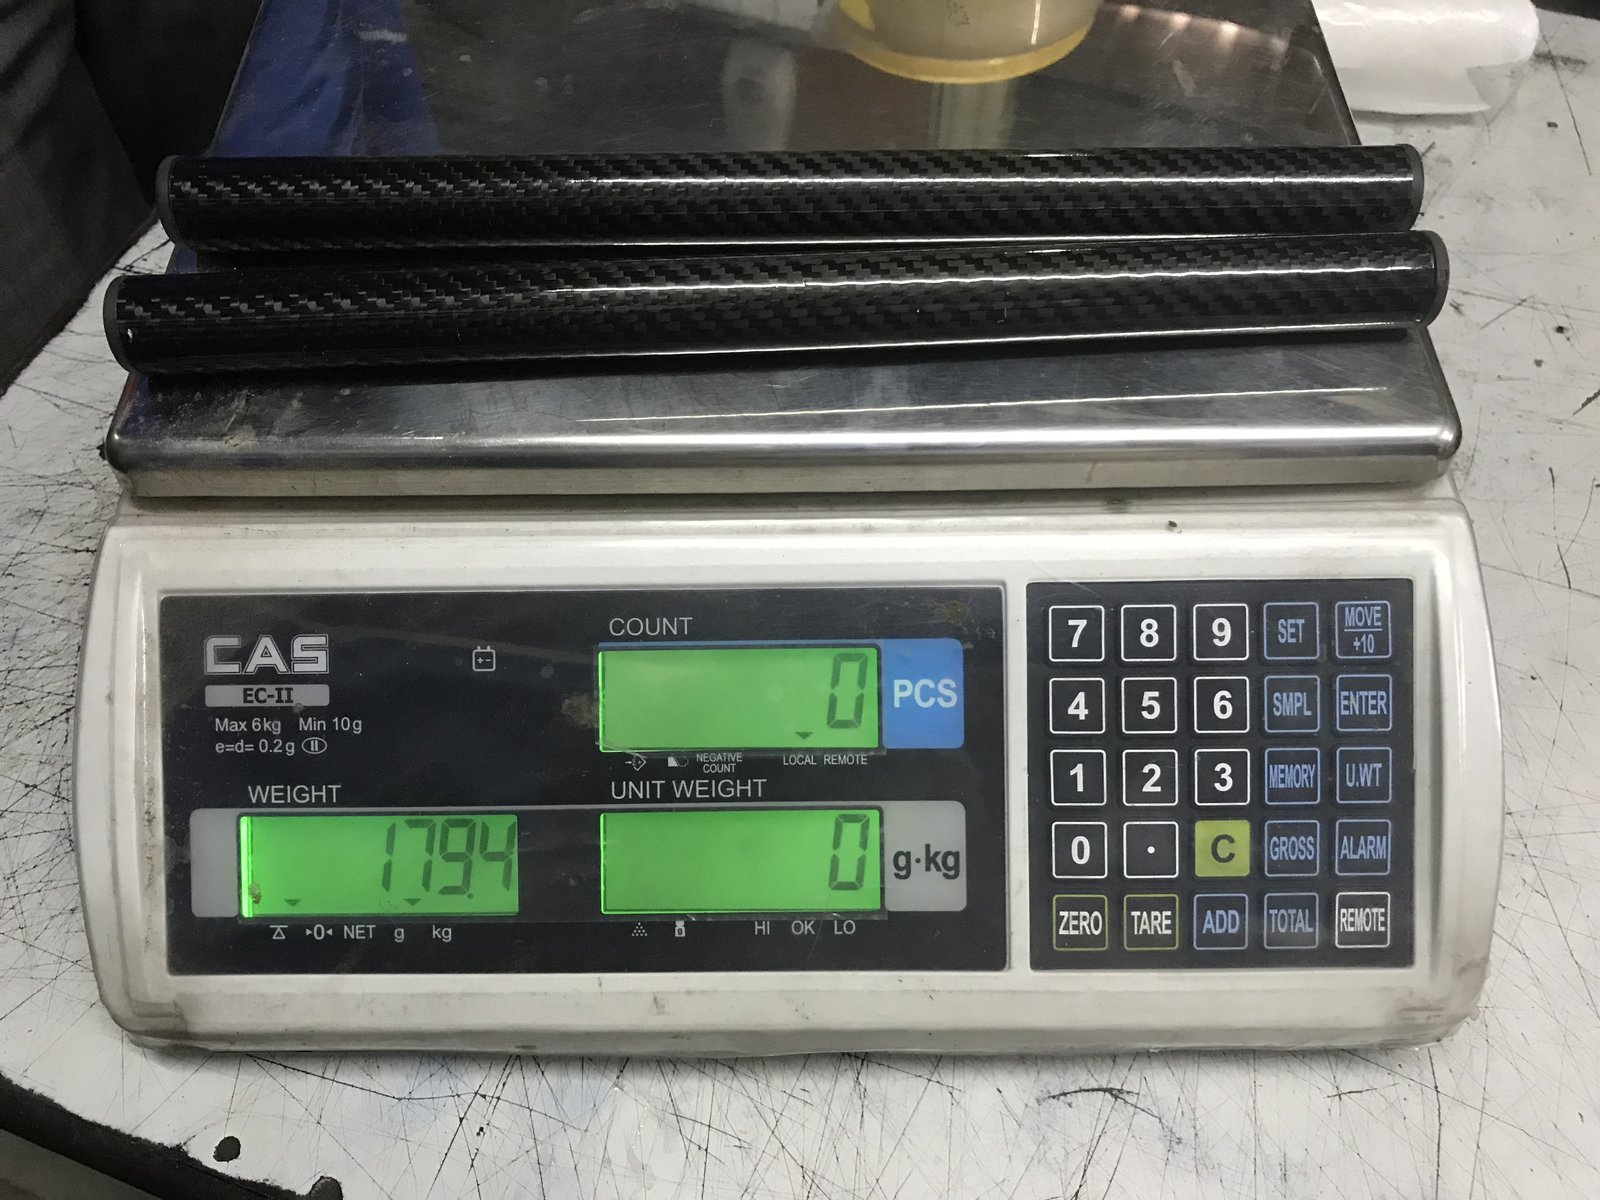 CAS
EC-II
Max 6kg Min 10g
e=d= 0.2g II
COUNT
0
PCS
NEGATIVE COUNT
LOCAL REMOTE
WEIGHT
179.4
0 NET g kg
UNIT WEIGHT
0
g·kg
HI OK LO
7 8 9 SET MOVE +10
4 5 6 SMPL ENTER
1 2 3 MEMORY U.WT
0 . C GROSS ALARM
ZERO TARE ADD TOTAL REMOTE